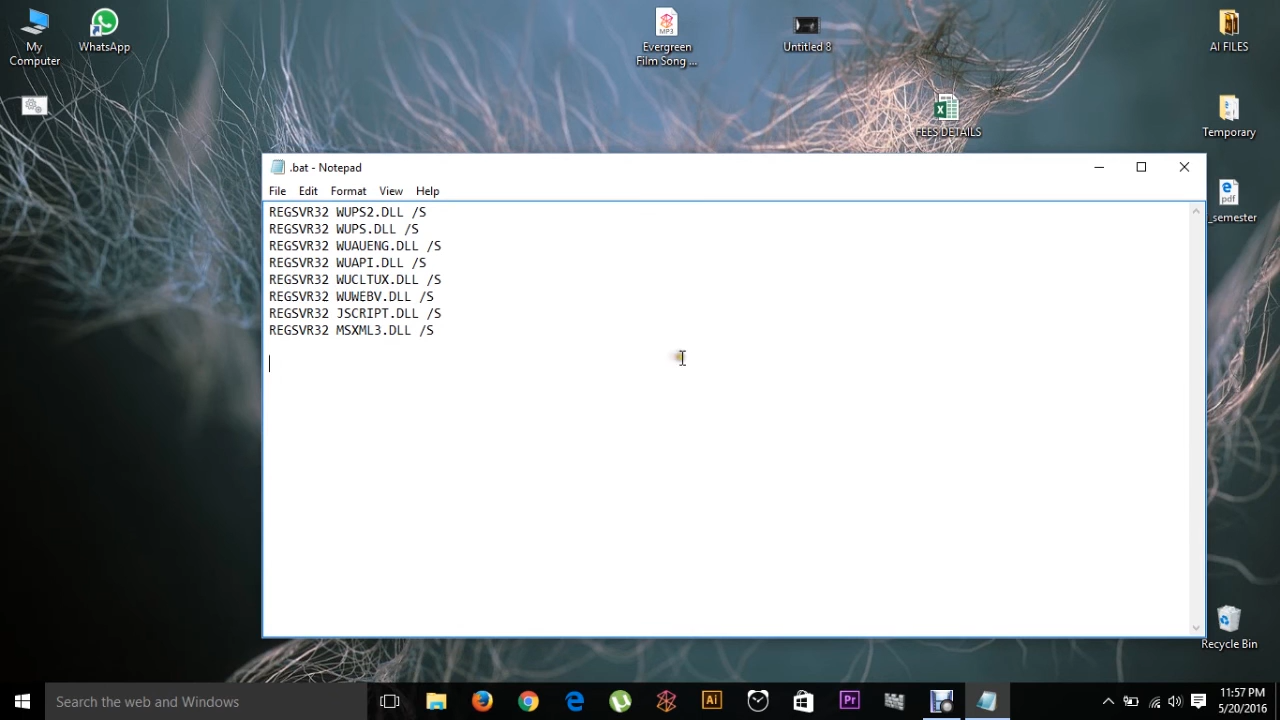 My
Computer
WhatsApp
MP3
Evergreen
Film Song ...
Untitled 8
AI FILES
FEES DETAILS
Temporary
pdf
_semester
.bat - Notepad
File Edit Format View Help
REGSVR32 WUPS2.DLL /S
REGSVR32 WUPS.DLL /S
REGSVR32 WUAUENG.DLL /S
REGSVR32 WUAPI.DLL /S
REGSVR32 WUCLTUX.DLL /S
REGSVR32 WUWEBV.DLL /S
REGSVR32 JSCRIPT.DLL /S
REGSVR32 MSXML3.DLL /S
Recycle Bin
Search the web and Windows
Ai
Pr
11:57 PM
5/20/2016